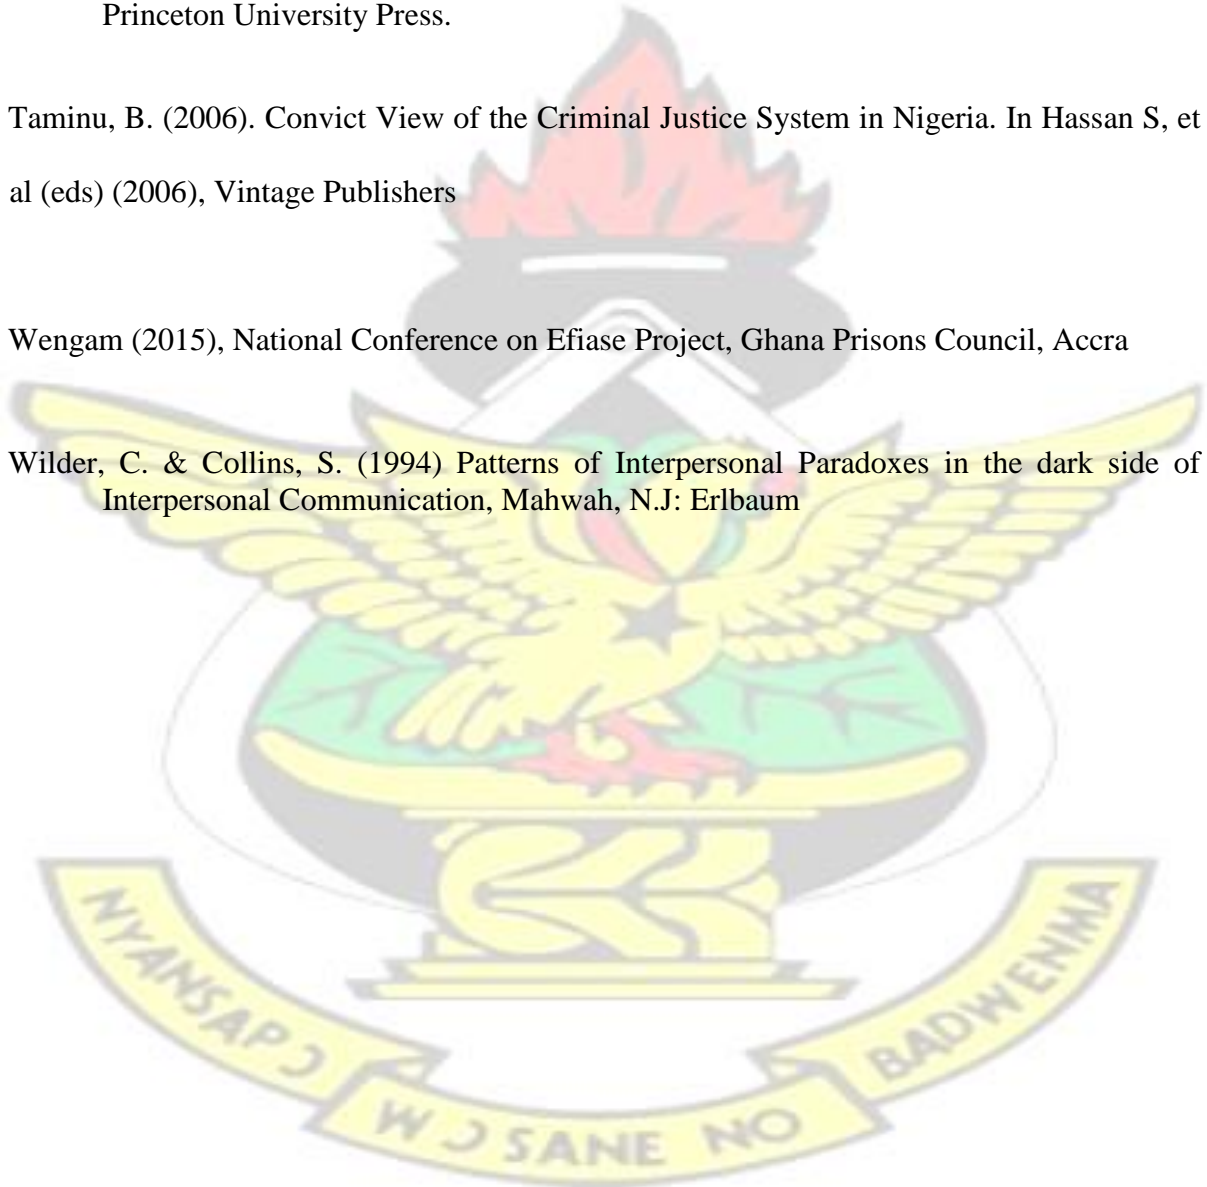 Princeton University Press.
Taminu, B. (2006). Convict View of the Criminal Justice System in Nigeria. In Hassan S, et
al (eds) (2006), Vintage Publishers
Wengam (2015), National Conference on Efiase Project, Ghana Prisons Council, Accra
Wilder, C. & Collins, S. (1994) Patterns of Interpersonal Paradoxes in the dark side of
Interpersonal Communication, Mahwah, N.J: Erlbaum
NYANSAPƆ
WƆSANE NO
BADWENMA